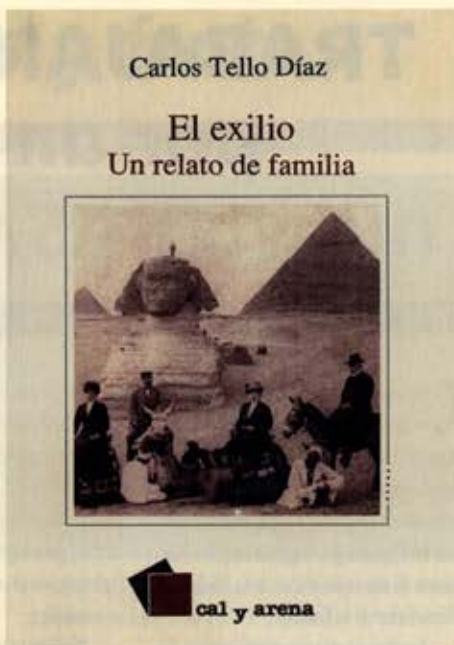 Carlos Tello Díaz
El exilio
Un relato de familia
cal y arena